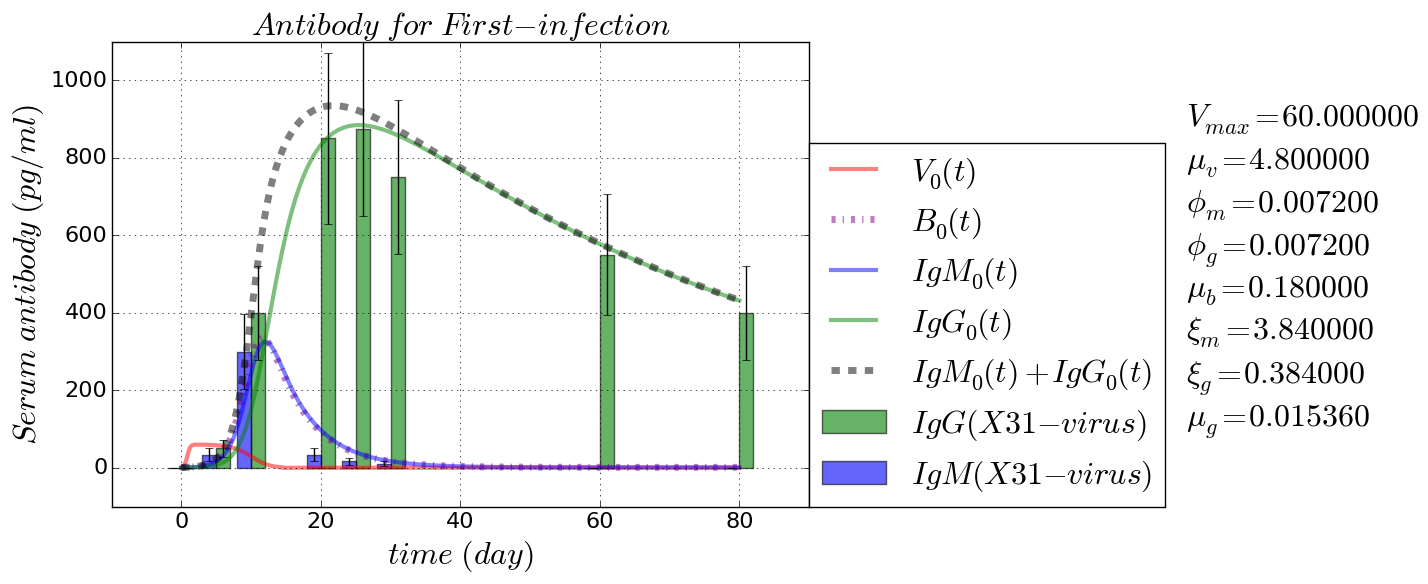 Antibody for First−infection
1000
800
600
400
200
0
Serum antibody (pg/ml)
0 20 40 60 80
time (day)
V₀(t)
B₀(t)
IgM₀(t)
IgG₀(t)
IgM₀(t) + IgG₀(t)
IgG(X31−virus)
IgM(X31−virus)
V_max = 60.000000
μ_v = 4.800000
ϕ_m = 0.007200
ϕ_g = 0.007200
μ_b = 0.180000
ξ_m = 3.840000
ξ_g = 0.384000
μ_g = 0.015360